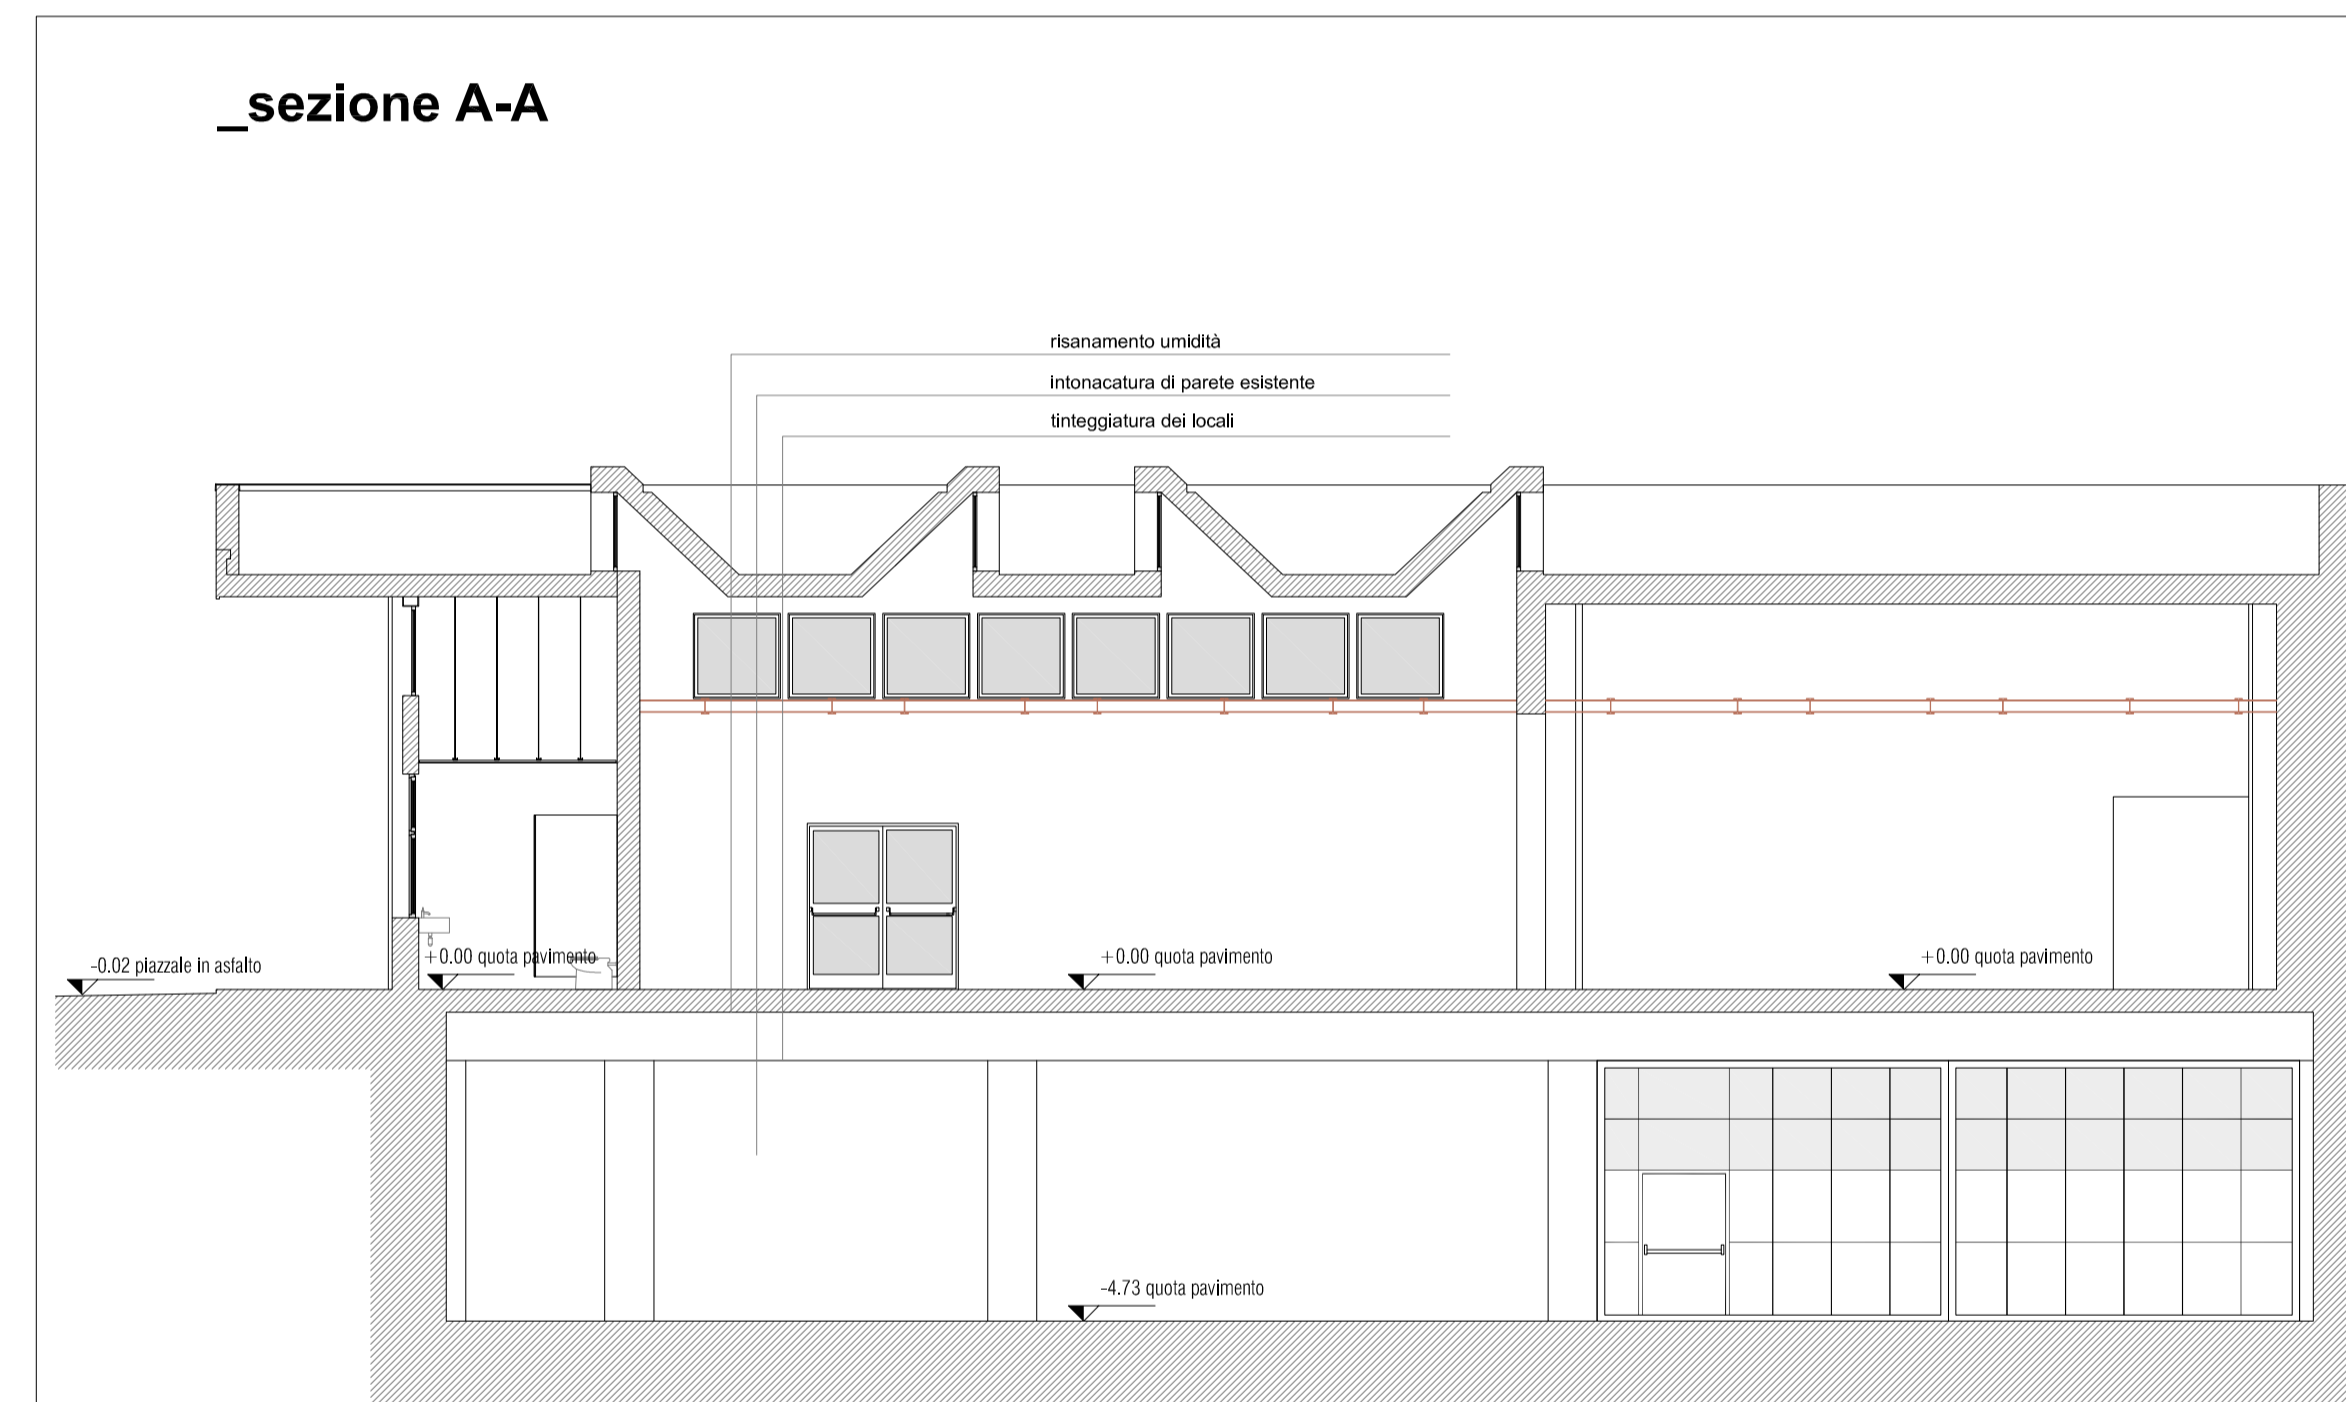 _sezione A-A
risanamento umidità
intonacatura di parete esistente
tinteggiatura dei locali
-0.02 piazzale in asfalto
+0.00 quota pavimento
+0.00 quota pavimento
+0.00 quota pavimento
-4.73 quota pavimento